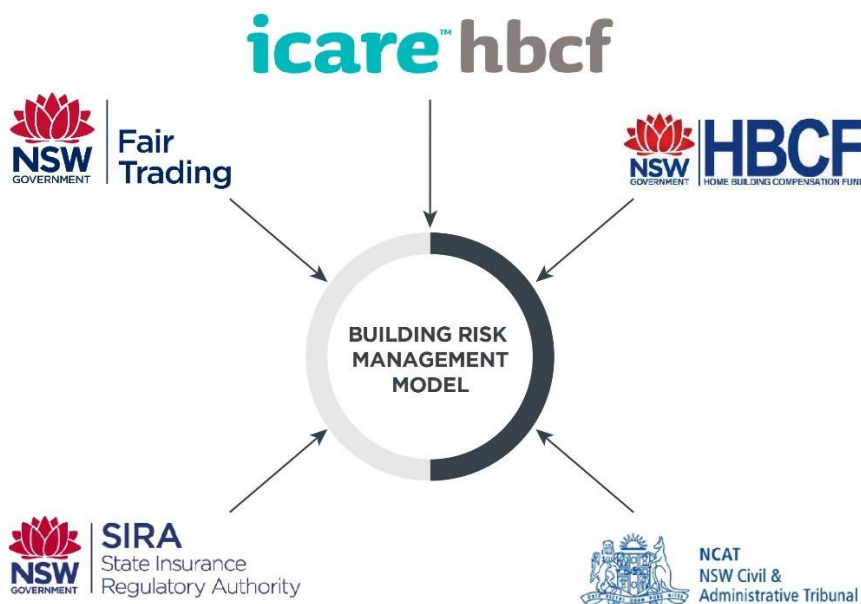 icare™ hbcf
NSW
GOVERNMENT
Fair
Trading
NSW
GOVERNMENT
HBCF
HOME BUILDING COMPENSATION FUND
BUILDING RISK
MANAGEMENT
MODEL
NSW
GOVERNMENT
SIRA
State Insurance
Regulatory Authority
NCAT
NSW Civil &
Administrative Tribunal